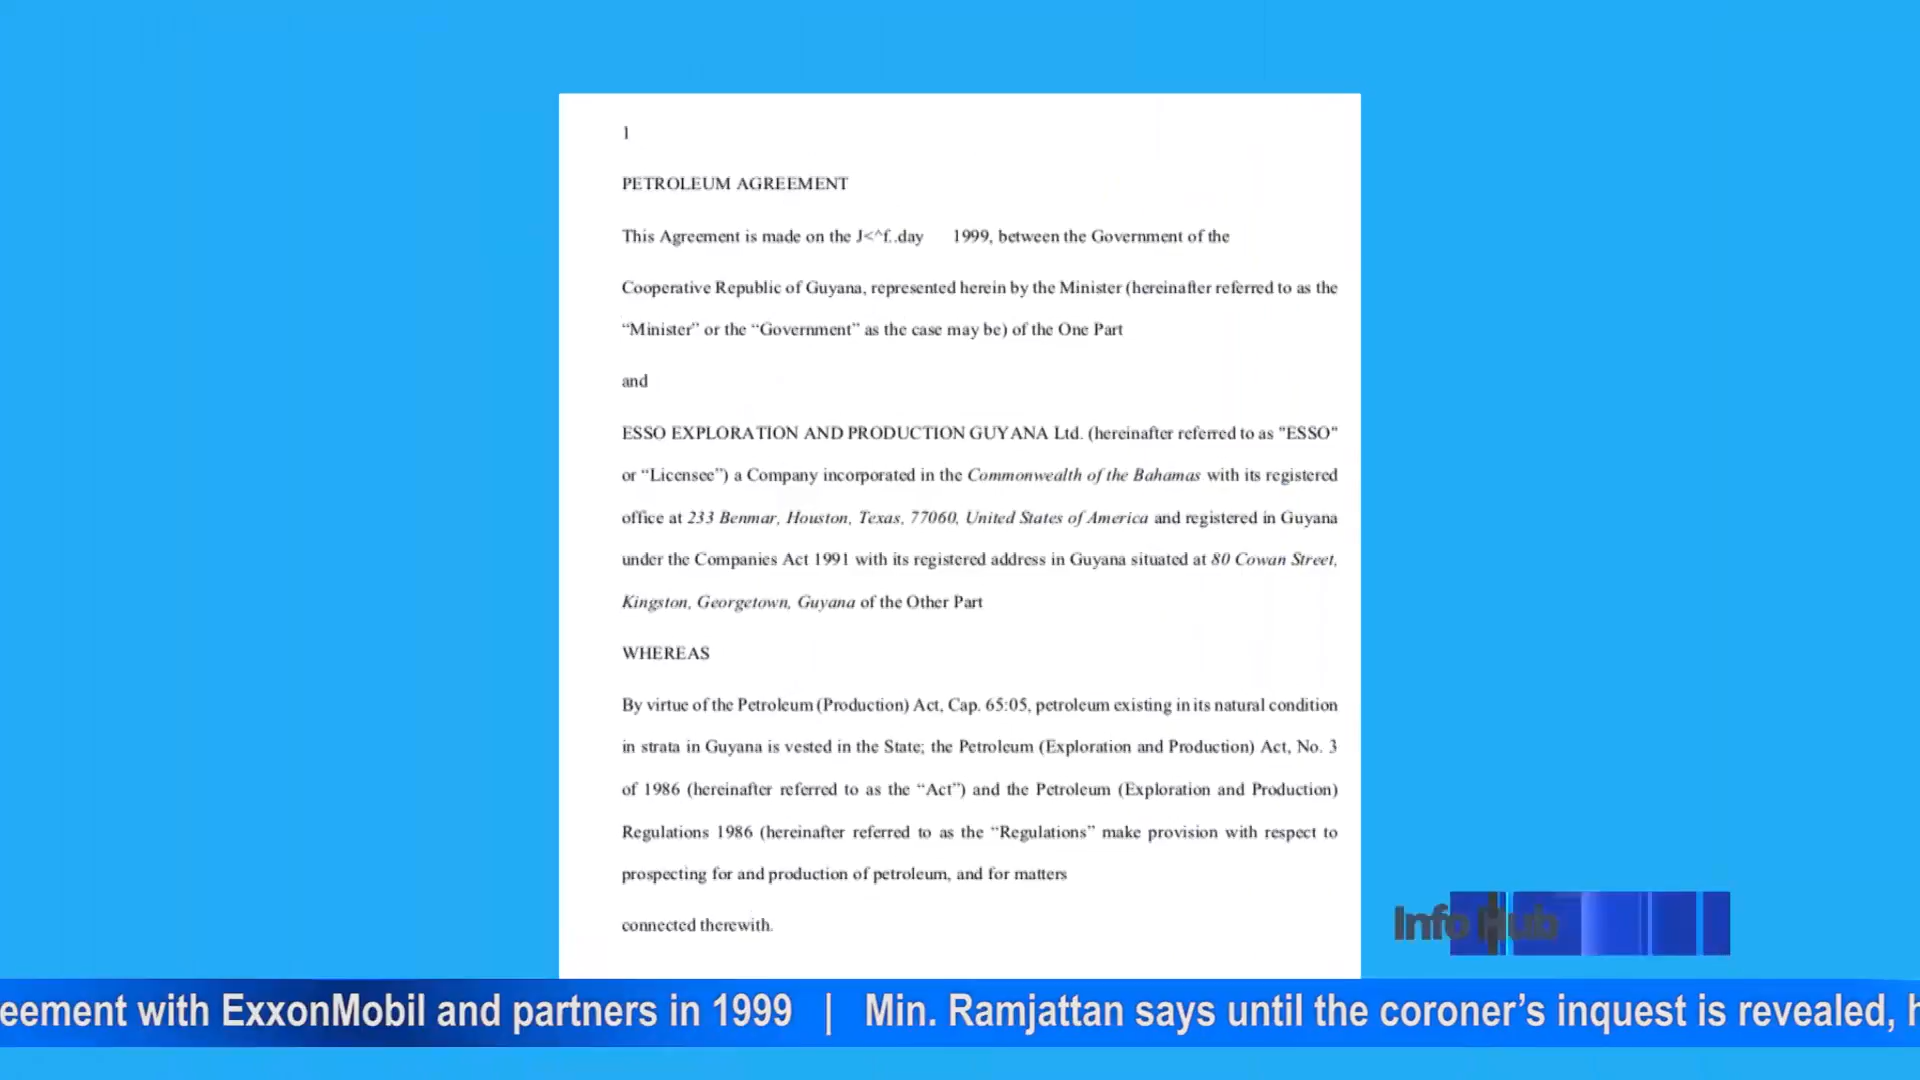 1
PETROLEUM AGREEMENT
This Agreement is made on the J<^f..day 1999, between the Government of the
Cooperative Republic of Guyana, represented herein by the Minister (hereinafter referred to as the
“Minister” or the “Government” as the case may be) of the One Part
and
ESSO EXPLORATION AND PRODUCTION GUYANA Ltd. (hereinafter referred to as "ESSO"
or “Licensee”) a Company incorporated in the Commonwealth of the Bahamas with its registered
office at 233 Benmar, Houston, Texas, 77060, United States of America and registered in Guyana
under the Companies Act 1991 with its registered address in Guyana situated at 80 Cowan Street,
Kingston, Georgetown, Guyana of the Other Part
WHEREAS
By virtue of the Petroleum (Production) Act, Cap. 65:05, petroleum existing in its natural condition
in strata in Guyana is vested in the State; the Petroleum (Exploration and Production) Act, No. 3
of 1986 (hereinafter referred to as the “Act”) and the Petroleum (Exploration and Production)
Regulations 1986 (hereinafter referred to as the “Regulations” make provision with respect to
prospecting for and production of petroleum, and for matters
connected therewith.
Info Hub
eement with ExxonMobil and partners in 1999 | Min. Ramjattan says until the coroner’s inquest is revealed, h